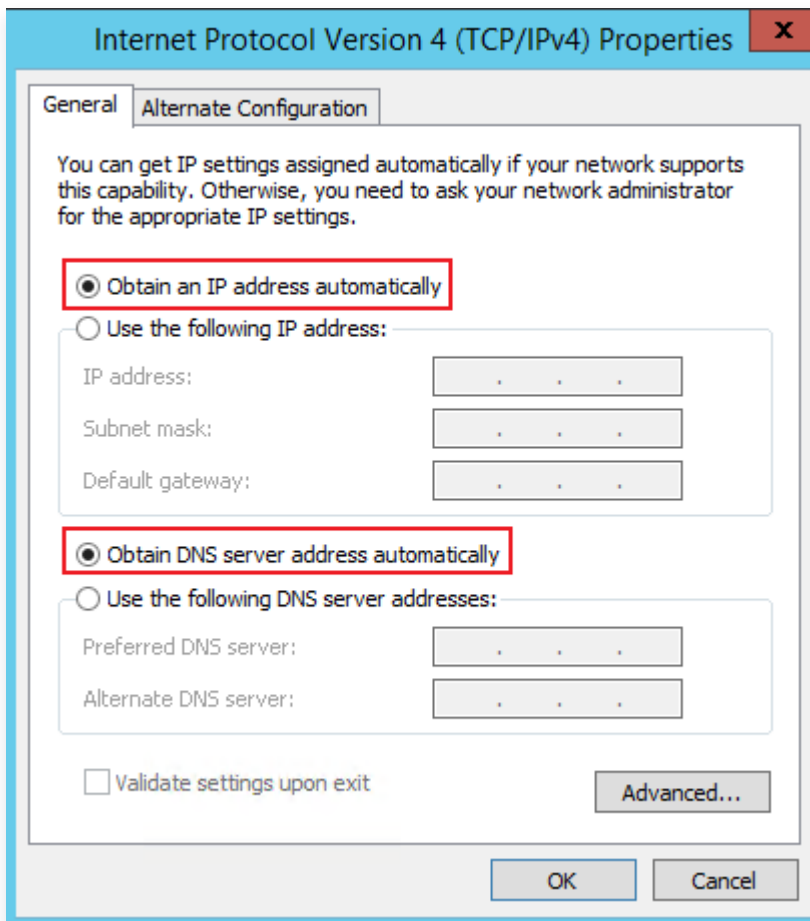 Internet Protocol Version 4 (TCP/IPv4) Properties
x
General
Alternate Configuration
You can get IP settings assigned automatically if your network supports
this capability. Otherwise, you need to ask your network administrator
for the appropriate IP settings.
Obtain an IP address automatically
Use the following IP address:
IP address:
. . .
Subnet mask:
. . .
Default gateway:
. . .
Obtain DNS server address automatically
Use the following DNS server addresses:
Preferred DNS server:
. . .
Alternate DNS server:
. . .
Validate settings upon exit
Advanced...
OK
Cancel